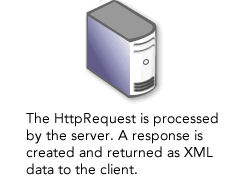 The HttpRequest is processed
by the server. A response is
created and returned as XML
data to the client.